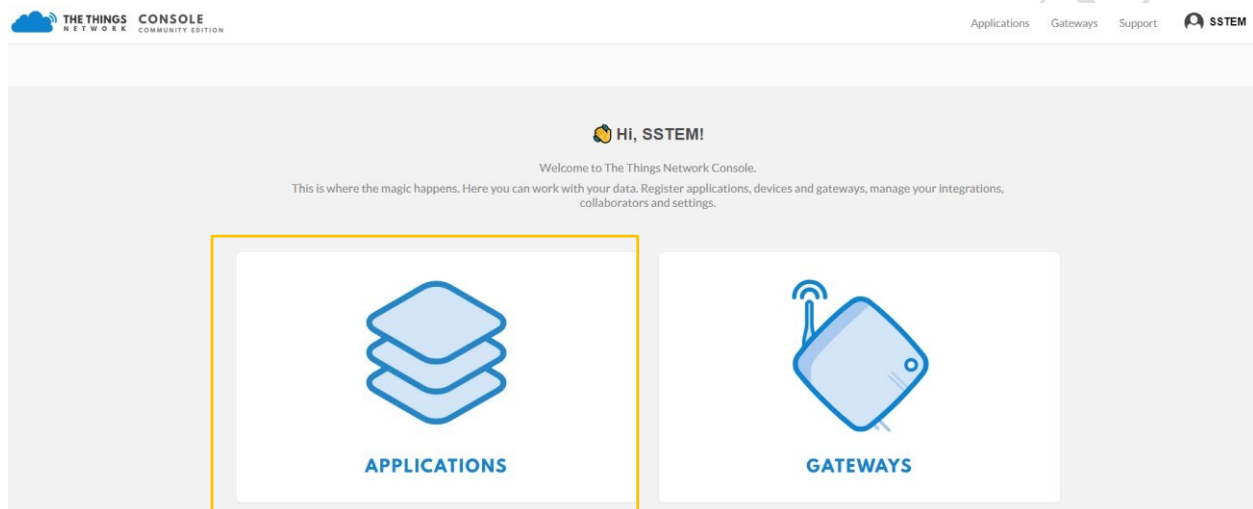 THE THINGS CONSOLE
NETWORK COMMUNITY EDITION
Applications Gateways Support SSTEM
Hi, SSTEM!
Welcome to The Things Network Console.
This is where the magic happens. Here you can work with your data. Register applications, devices and gateways, manage your integrations,
collaborators and settings.
APPLICATIONS
GATEWAYS